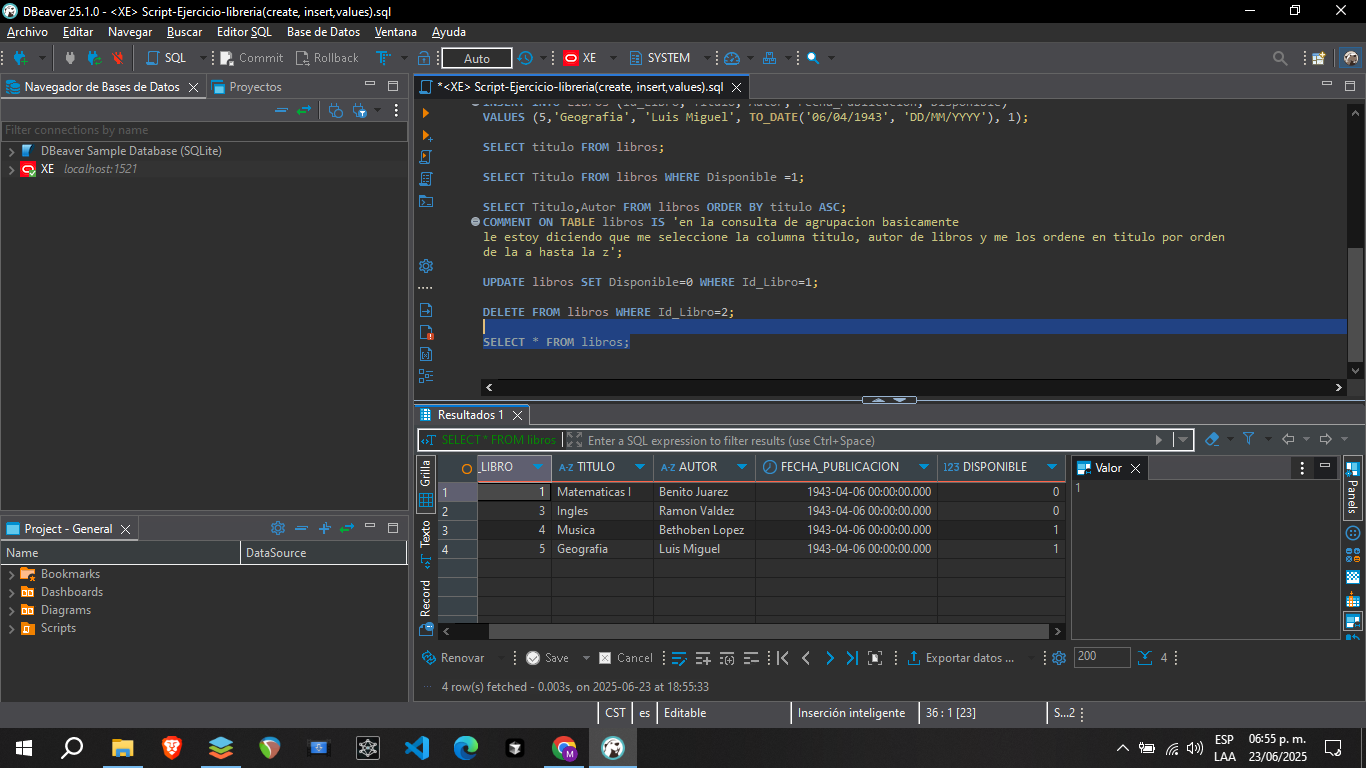 DBeaver 25.1.0 - <XE> Script-Ejercicio-libreria(create, insert,values).sql
Archivo Editar Navegar Buscar Editor SQL Base de Datos Ventana Ayuda
SQL Commit Rollback Auto XE SYSTEM
Navegador de Bases de Datos Proyectos
Filter connections by name
DBeaver Sample Database (SQLite)
XE localhost:1521
*<XE> Script-Ejercicio-libreria(create, insert,values).sql
INSERT INTO Libros (Id_Libro, Titulo, Autor, Fecha_Publicacion, Disponible)
VALUES (5,'Geografia', 'Luis Miguel', TO_DATE('06/04/1943', 'DD/MM/YYYY'), 1);
SELECT titulo FROM libros;
SELECT Titulo FROM libros WHERE Disponible =1;
SELECT Titulo,Autor FROM libros ORDER BY titulo ASC;
COMMENT ON TABLE libros IS 'en la consulta de agrupacion basicamente
le estoy diciendo que me seleccione la columna titulo, autor de libros y me los ordene en titulo por orden
de la a hasta la z';
UPDATE libros SET Disponible=0 WHERE Id_Libro=1;
DELETE FROM libros WHERE Id_Libro=2;
SELECT * FROM libros;
Resultados 1
SELECT * FROM libros Enter a SQL expression to filter results (use Ctrl+Space)
Grilla
Texto
Record
_LIBRO A-Z TITULO A-Z AUTOR FECHA_PUBLICACION 123 DISPONIBLE
1 1 Matematicas I Benito Juarez 1943-04-06 00:00:00.000 0
2 3 Ingles Ramon Valdez 1943-04-06 00:00:00.000 0
3 4 Musica Bethoben Lopez 1943-04-06 00:00:00.000 1
4 5 Geografia Luis Miguel 1943-04-06 00:00:00.000 1
Valor
1
Panels
Renovar Save Cancel Exportar datos ... 200 4
4 row(s) fetched - 0.003s, on 2025-06-23 at 18:55:33
Project - General
Name DataSource
Bookmarks
Dashboards
Diagrams
Scripts
CST es Editable Inserción inteligente 36 : 1 [23] S...2
M
ESP
LAA
06:55 p. m.
23/06/2025